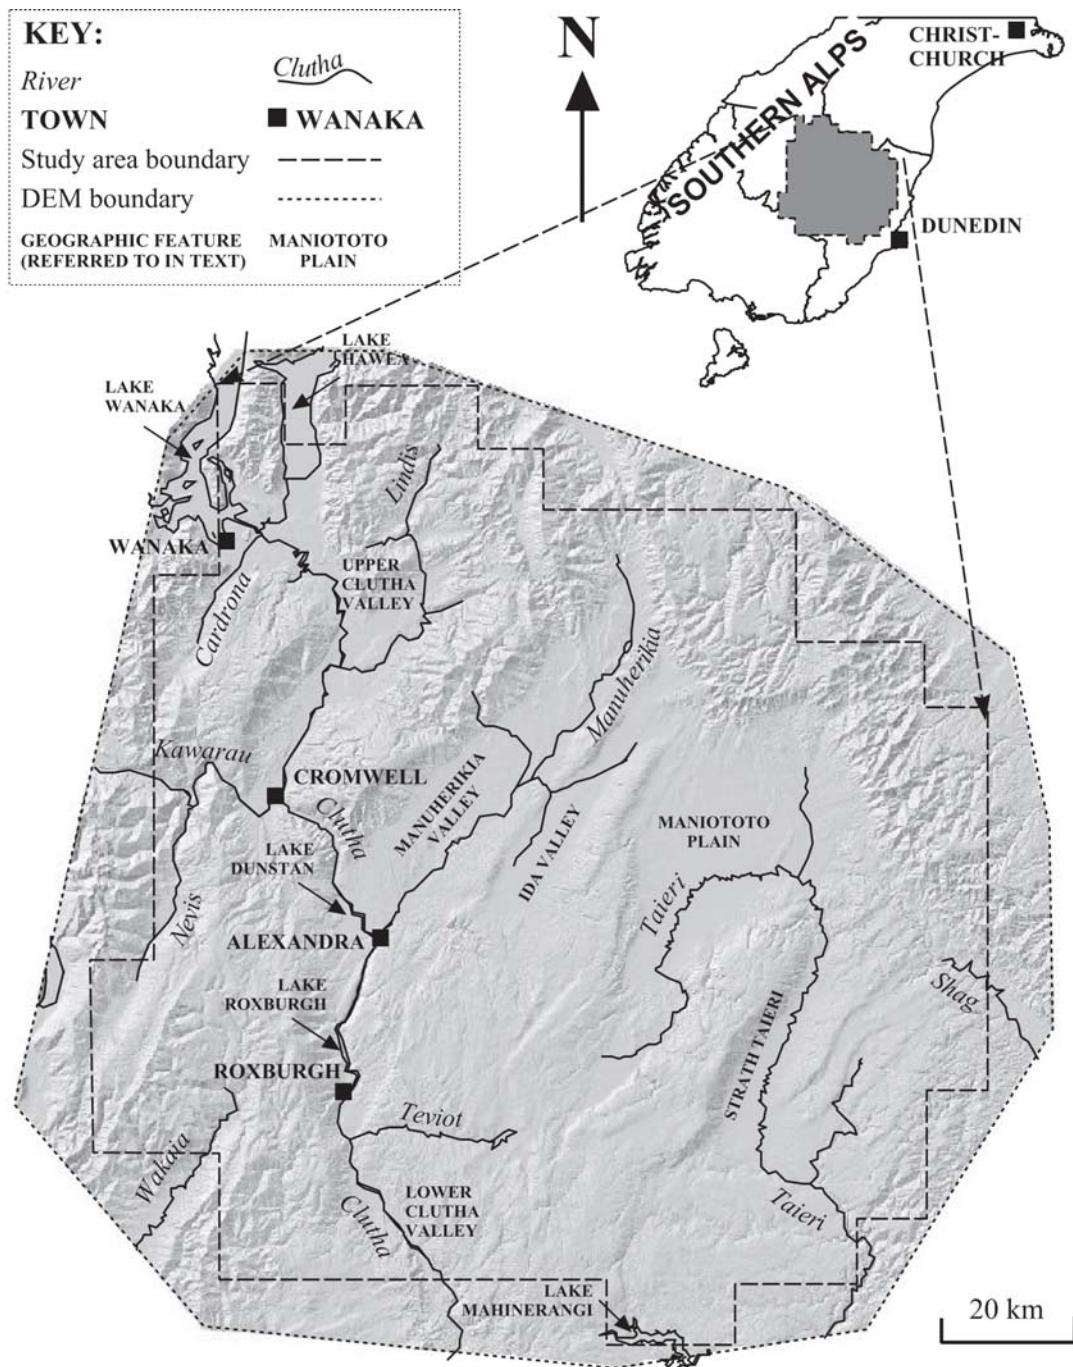 KEY:
River
Clutha
TOWN
WANAKA
Study area boundary
DEM boundary
GEOGRAPHIC FEATURE
(REFERRED TO IN TEXT)
MANIOTOTO
PLAIN
N
SOUTHERN ALPS
CHRIST-
CHURCH
DUNEDIN
LAKE
HAWEA
LAKE
WANAKA
Lindis
WANAKA
UPPER
CLUTHA
VALLEY
Cardrona
Manuherikia
Kawarau
CROMWELL
Clutha
MANUHERIKIA
VALLEY
IDA VALLEY
MANIOTOTO
PLAIN
LAKE
DUNSTAN
Taieri
Nevis
ALEXANDRA
LAKE
ROXBURGH
Shag
ROXBURGH
STRATH TAIERI
Teviot
Wakaia
LOWER
CLUTHA
VALLEY
Clutha
Taieri
LAKE
MAHINERANGI
20 km